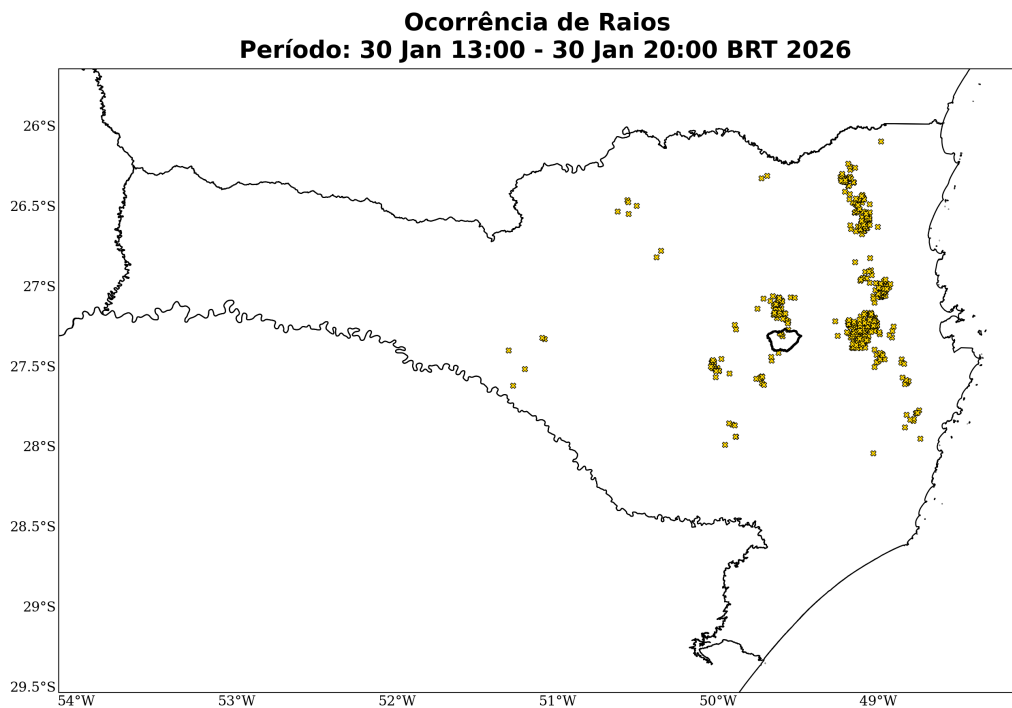 Ocorrência de Raios
Período: 30 Jan 13:00 - 30 Jan 20:00 BRT 2026
26°S
26.5°S
27°S
27.5°S
28°S
28.5°S
29°S
29.5°S
54°W
53°W
52°W
51°W
50°W
49°W